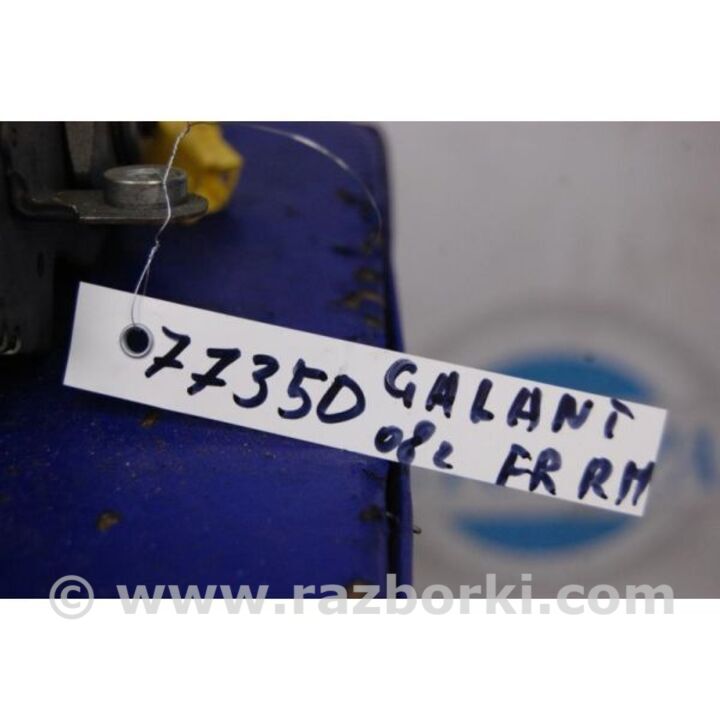 77350 GALANT
08г FR RH
© www.razborki.com